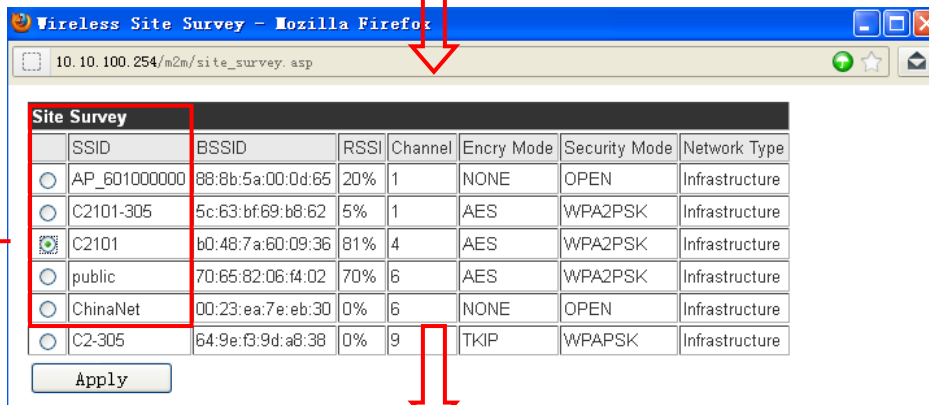 Wireless Site Survey - Mozilla Firefox
10.10.100.254/m2m/site_survey.asp
Site Survey
SSID BSSID RSSI Channel Encry Mode Security Mode Network Type
AP_601000000 88:8b:5a:00:0d:65 20% 1 NONE OPEN Infrastructure
C2101-305 5c:63:bf:69:b8:62 5% 1 AES WPA2PSK Infrastructure
C2101 b0:48:7a:60:09:36 81% 4 AES WPA2PSK Infrastructure
public 70:65:82:06:f4:02 70% 6 AES WPA2PSK Infrastructure
ChinaNet 00:23:ea:7e:eb:30 0% 6 NONE OPEN Infrastructure
C2-305 64:9e:f3:9d:a8:38 0% 9 TKIP WPAPSK Infrastructure
Apply